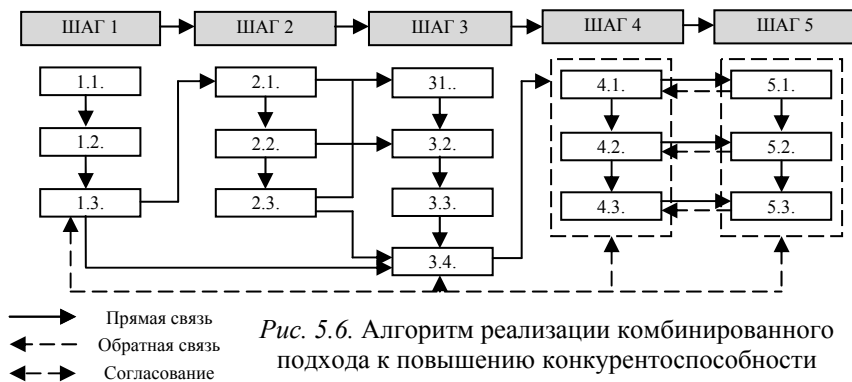 ШАГ 1 ШАГ 2 ШАГ 3 ШАГ 4 ШАГ 5
1.1. 2.1. 31.. 4.1. 5.1.
1.2. 2.2. 3.2. 4.2. 5.2.
1.3. 2.3. 3.3. 4.3. 5.3.
3.4.
Прямая связь
Обратная связь
Согласование
Рис. 5.6. Алгоритм реализации комбинированного
подхода к повышению конкурентоспособности